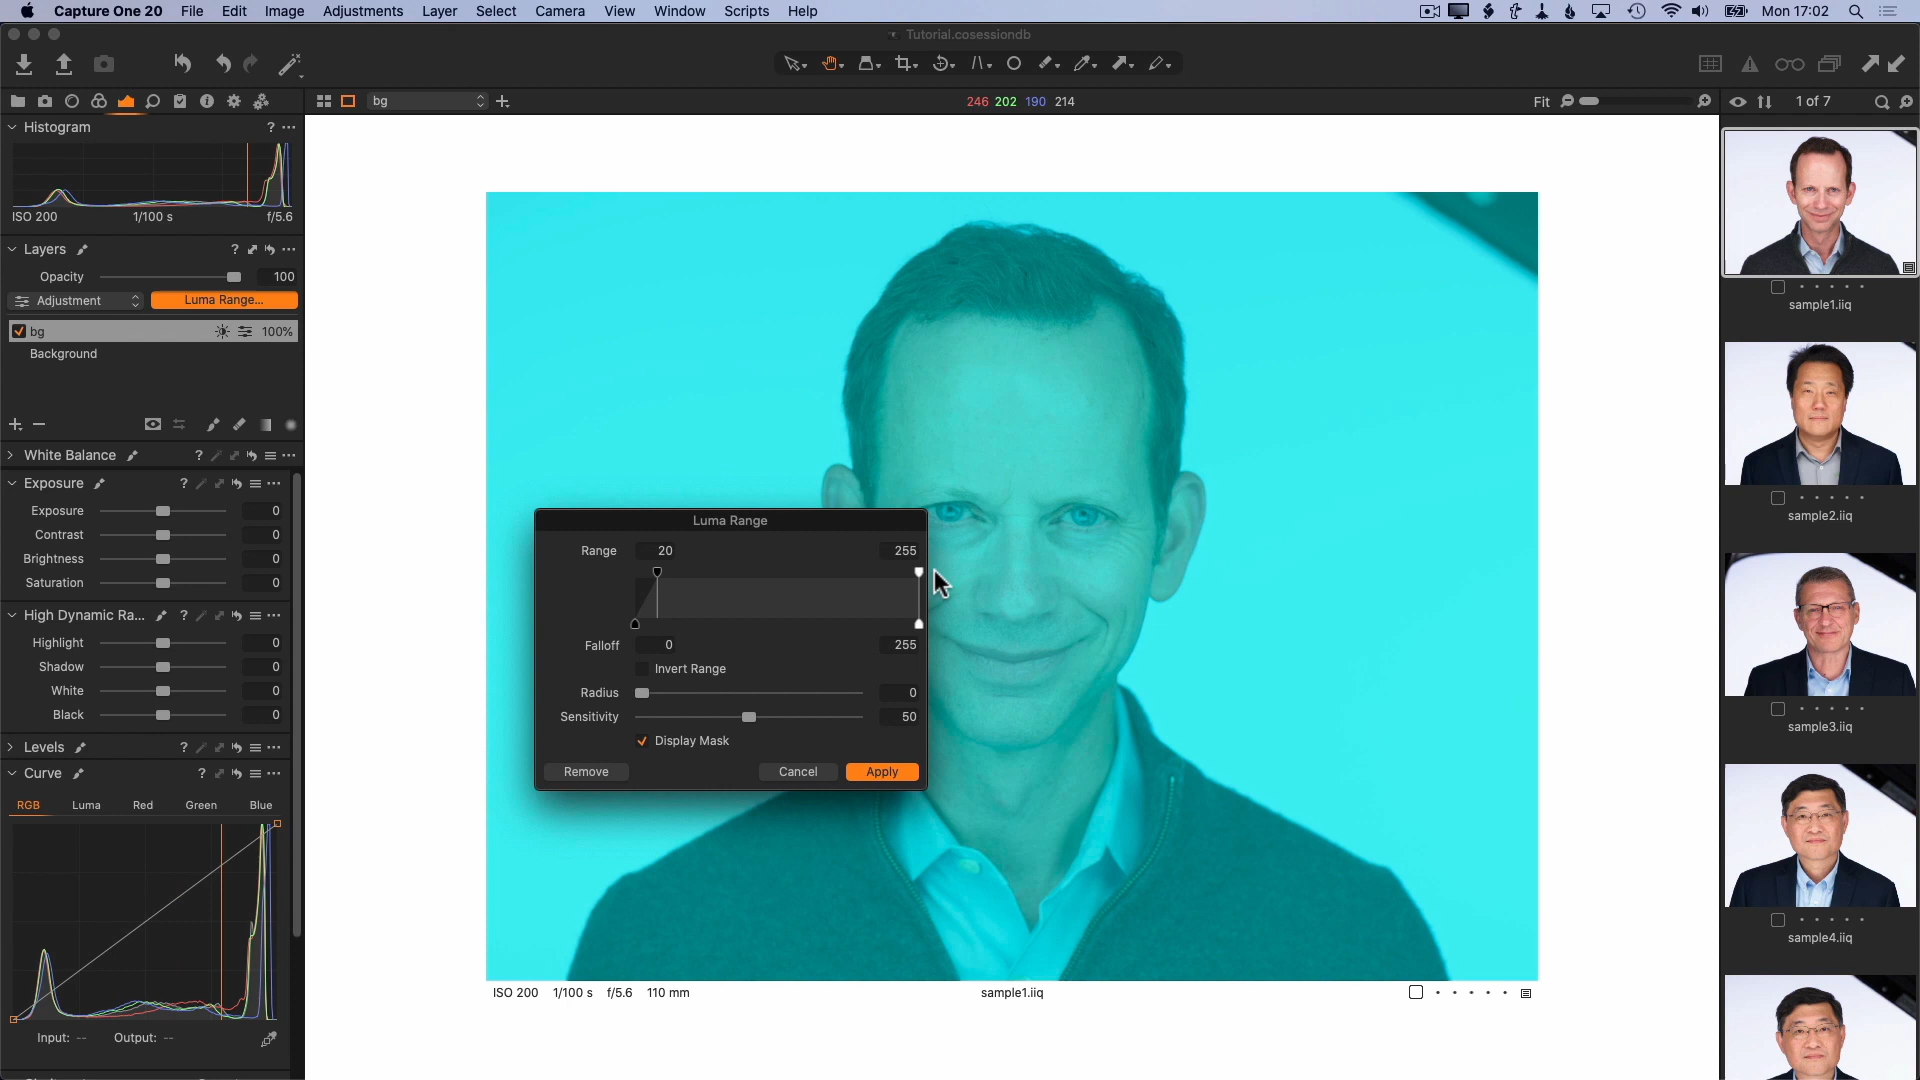 Capture One 20 File Edit Image Adjustments Layer Select Camera View Window Scripts Help Mon 17:02
Tutorial.cosessiondb
bg 246 202 190 214 Fit 1 of 7
Histogram ?
ISO 200 1/100 s f/5.6
Layers ?
Opacity 100
Adjustment Luma Range...
bg 100%
Background
White Balance ?
Exposure ?
Exposure 0
Contrast 0
Brightness 0
Saturation 0
High Dynamic Ra... ?
Highlight 0
Shadow 0
White 0
Black 0
Levels ?
Curve ?
RGB Luma Red Green Blue
Input: -- Output: --
Luma Range
Range 20 255
Falloff 0 255
Invert Range
Radius 0
Sensitivity 50
Display Mask
Remove Cancel Apply
ISO 200 1/100 s f/5.6 110 mm sample1.iiq
sample1.iiq
sample2.iiq
sample3.iiq
sample4.iiq